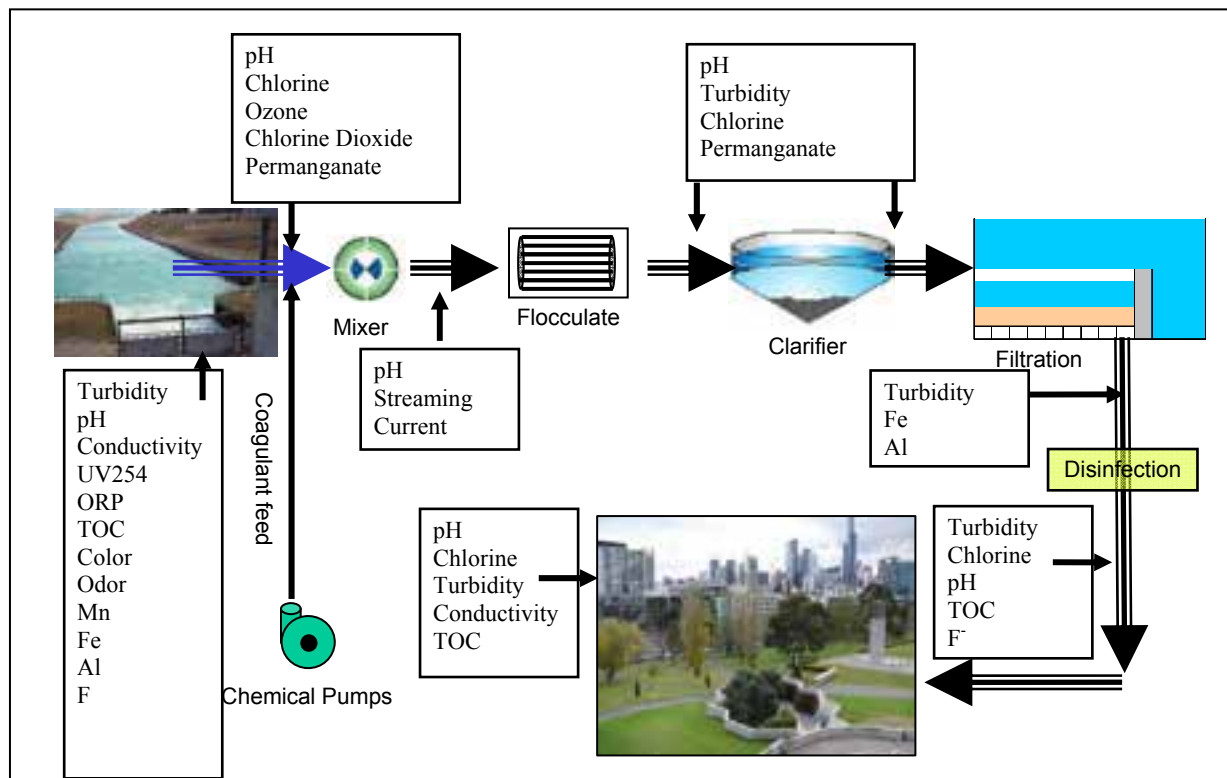 pH
Chlorine
Ozone
Chlorine Dioxide
Permanganate
pH
Turbidity
Chlorine
Permanganate
Mixer
Flocculate
Clarifier
Filtration
Turbidity
pH
Conductivity
UV254
ORP
TOC
Color
Odor
Mn
Fe
Al
F
Coagulant feed
Chemical Pumps
pH
Streaming
Current
Turbidity
Fe
Al
Disinfection
Turbidity
Chlorine
pH
TOC
F⁻
pH
Chlorine
Turbidity
Conductivity
TOC